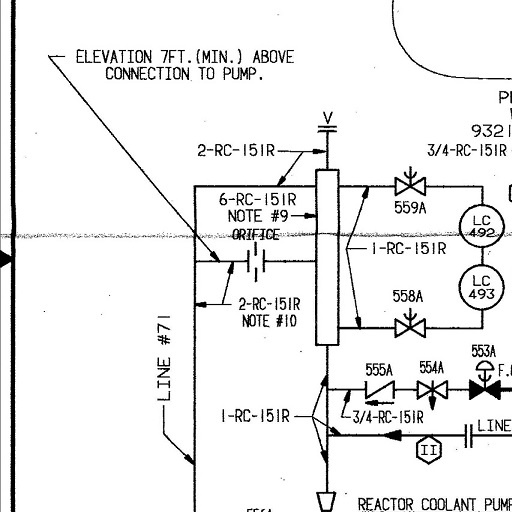 ELEVATION 7FT.(MIN.) ABOVE
CONNECTION TO PUMP.
V
9321
2-RC-151R
3/4-RC-151R
6-RC-151R
NOTE #9
559A
LC
492
ORIFICE
1-RC-151R
LC
493
2-RC-151R
NOTE #10
558A
LINE #71
555A
554A
553A
1-RC-151R
3/4-RC-151R
LINE
II
REACTOR COOLANT PUMP